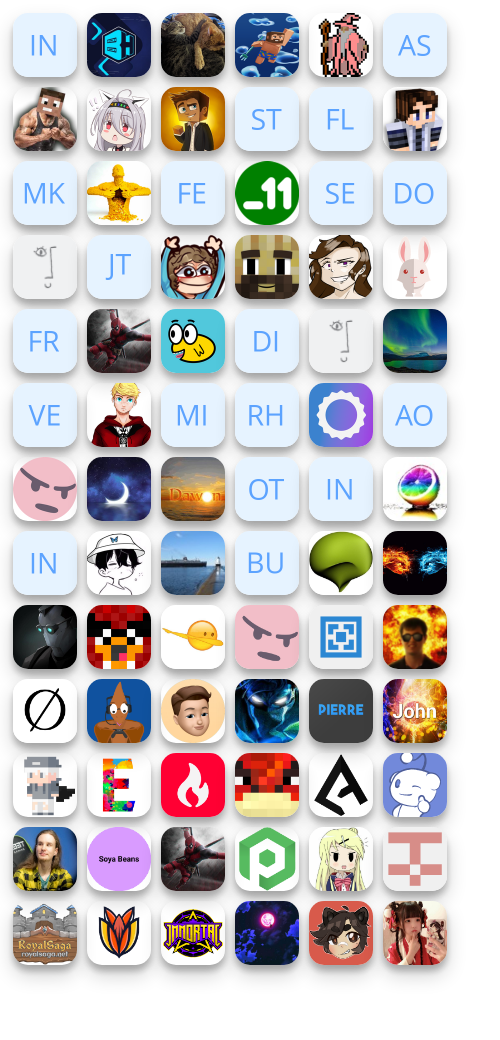 IN
AS
ST
FL
MK
FE
_11
SE
DO
JT
FR
DI
VE
MI
RH
AO
Dawon
OT
IN
IN
BU
Ø
PIERRE
John
E
Soya Beans
RoyalSaga
royalsaga.net
IMMORTAL